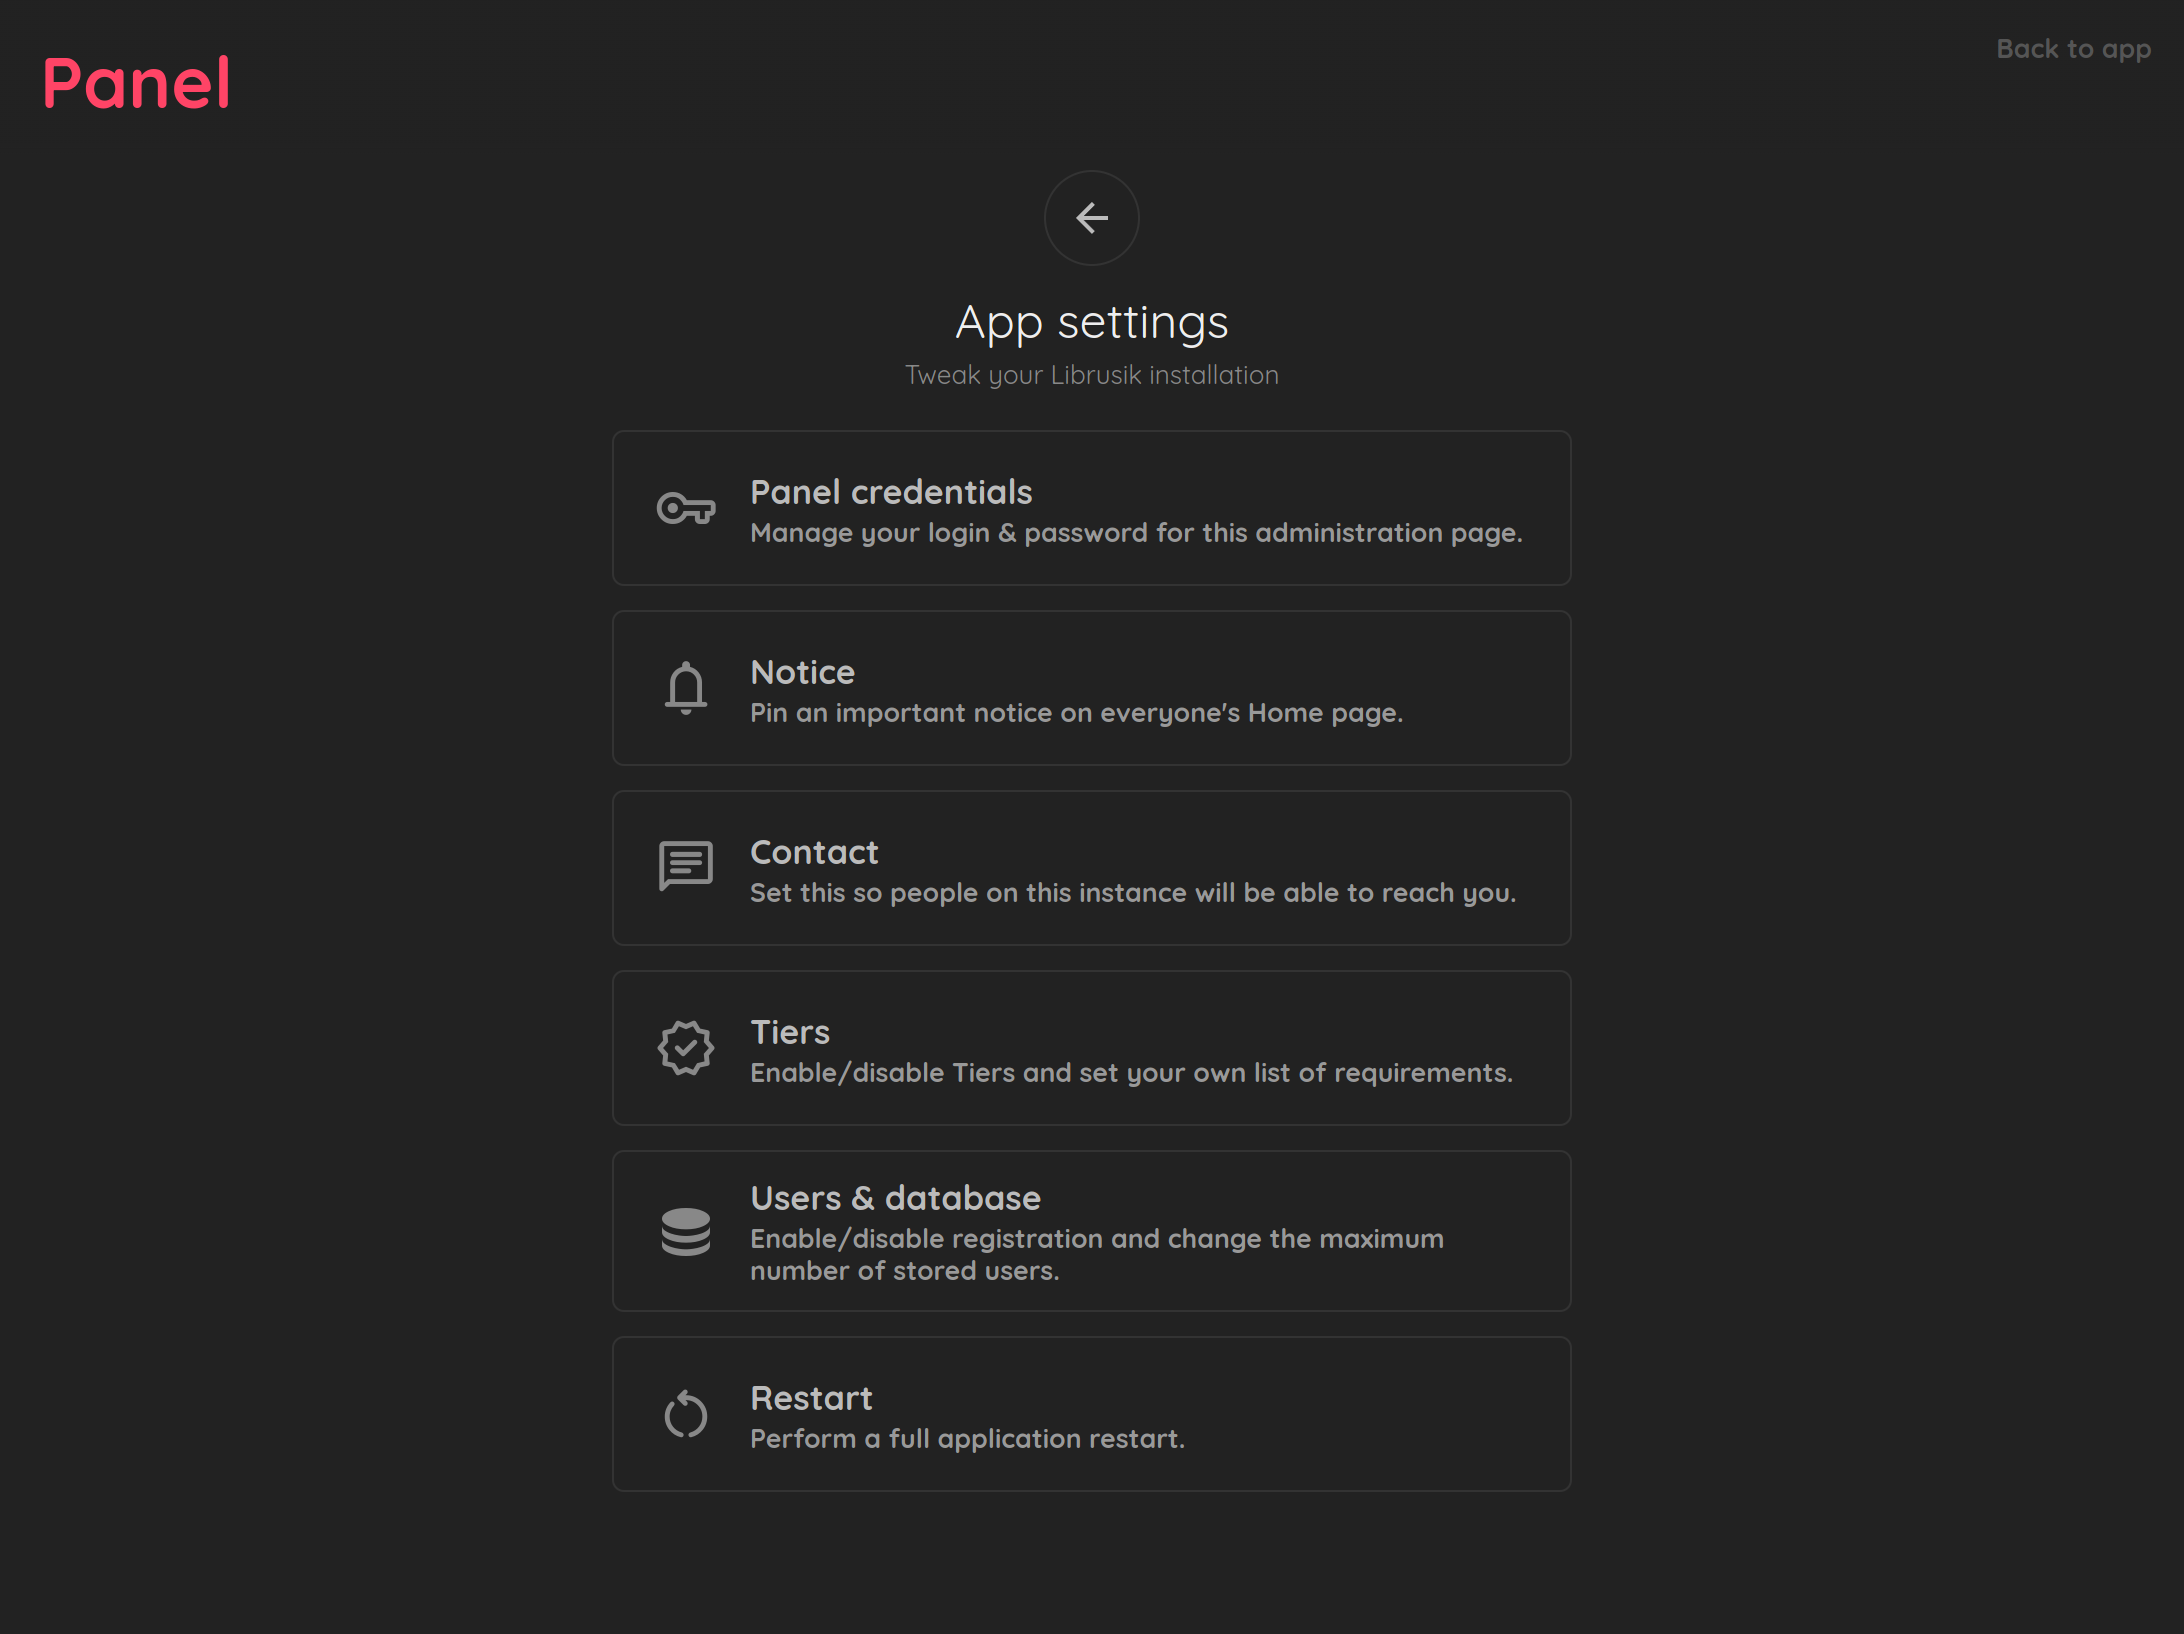 Panel
Back to app
App settings
Tweak your Librusik installation
Panel credentials
Manage your login & password for this administration page.
Notice
Pin an important notice on everyone's Home page.
Contact
Set this so people on this instance will be able to reach you.
Tiers
Enable/disable Tiers and set your own list of requirements.
Users & database
Enable/disable registration and change the maximum
number of stored users.
Restart
Perform a full application restart.